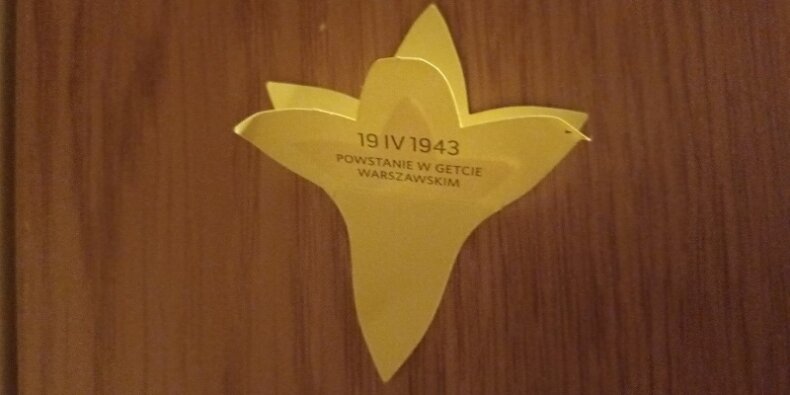 19 IV 1943
POWSTANIE W GETCIE
WARSZAWSKIM